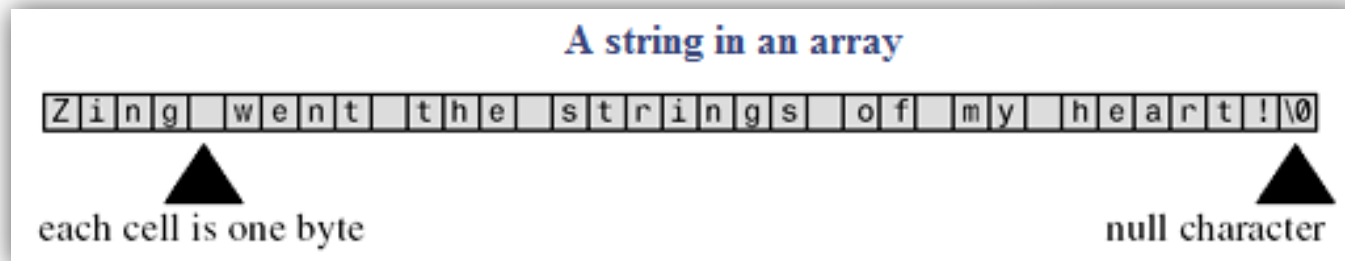 A string in an array
Zing went the strings of my heart!\0
each cell is one byte
null character